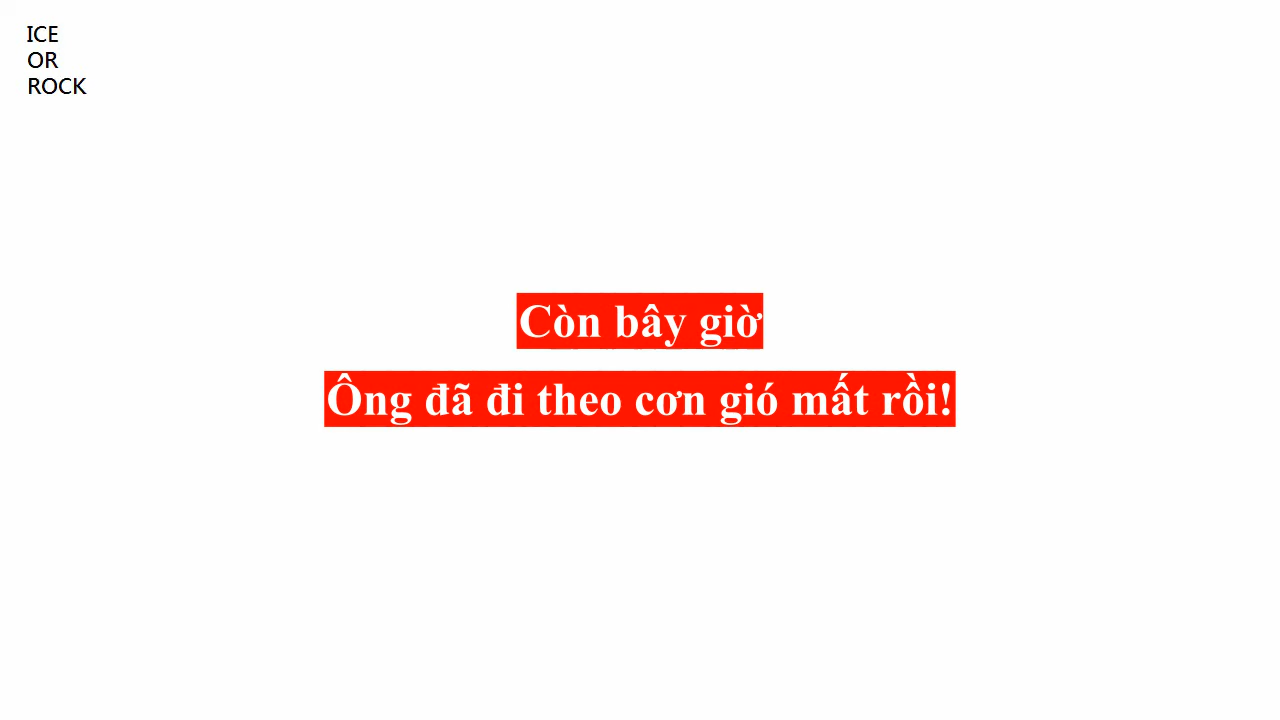 ICE
OR
ROCK
Còn bây giờ
Ông đã đi theo cơn gió mất rồi!